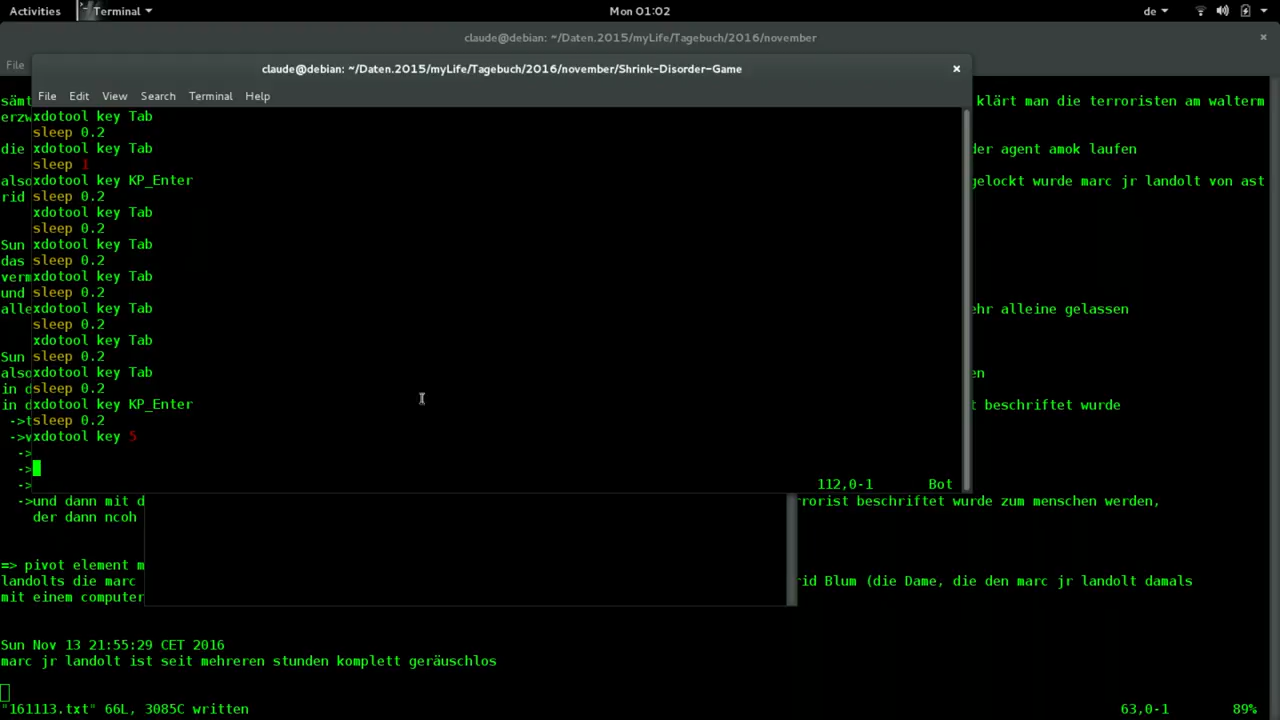 Activities Terminal Mon 01:02 de
claude@debian: ~/Daten.2015/myLife/Tagebuch/2016/november ×
File
claude@debian: ~/Daten.2015/myLife/Tagebuch/2016/november/Shrink-Disorder-Game ×
File Edit View Search Terminal Help
xdotool key Tab
sleep 0.2
xdotool key Tab
sleep 1
xdotool key KP_Enter
sleep 0.2
xdotool key Tab
sleep 0.2
xdotool key Tab
sleep 0.2
xdotool key Tab
sleep 0.2
xdotool key Tab
sleep 0.2
xdotool key Tab
sleep 0.2
xdotool key Tab
sleep 0.2
xdotool key KP_Enter
sleep 0.2
xdotool key 5
112,0-1 Bot
sämt klärt man die terroristen am walterm
erzw
die der agent amok laufen
also gelockt wurde marc jr landolt von ast
rid
Sun
das
verm
und
alle ehr alleine gelassen
Sun
also en
in d
in d t beschriftet wurde
->t
->v
->
->
->
->und dann mit d rrorist beschriftet wurde zum menschen werden,
der dann ncoh
=> pivot element m
landolts die marc rid Blum (die Dame, die den marc jr landolt damals
mit einem computer
Sun Nov 13 21:55:29 CET 2016
marc jr landolt ist seit mehreren stunden komplett geräuschlos
"161113.txt" 66L, 3085C written 63,0-1 89%